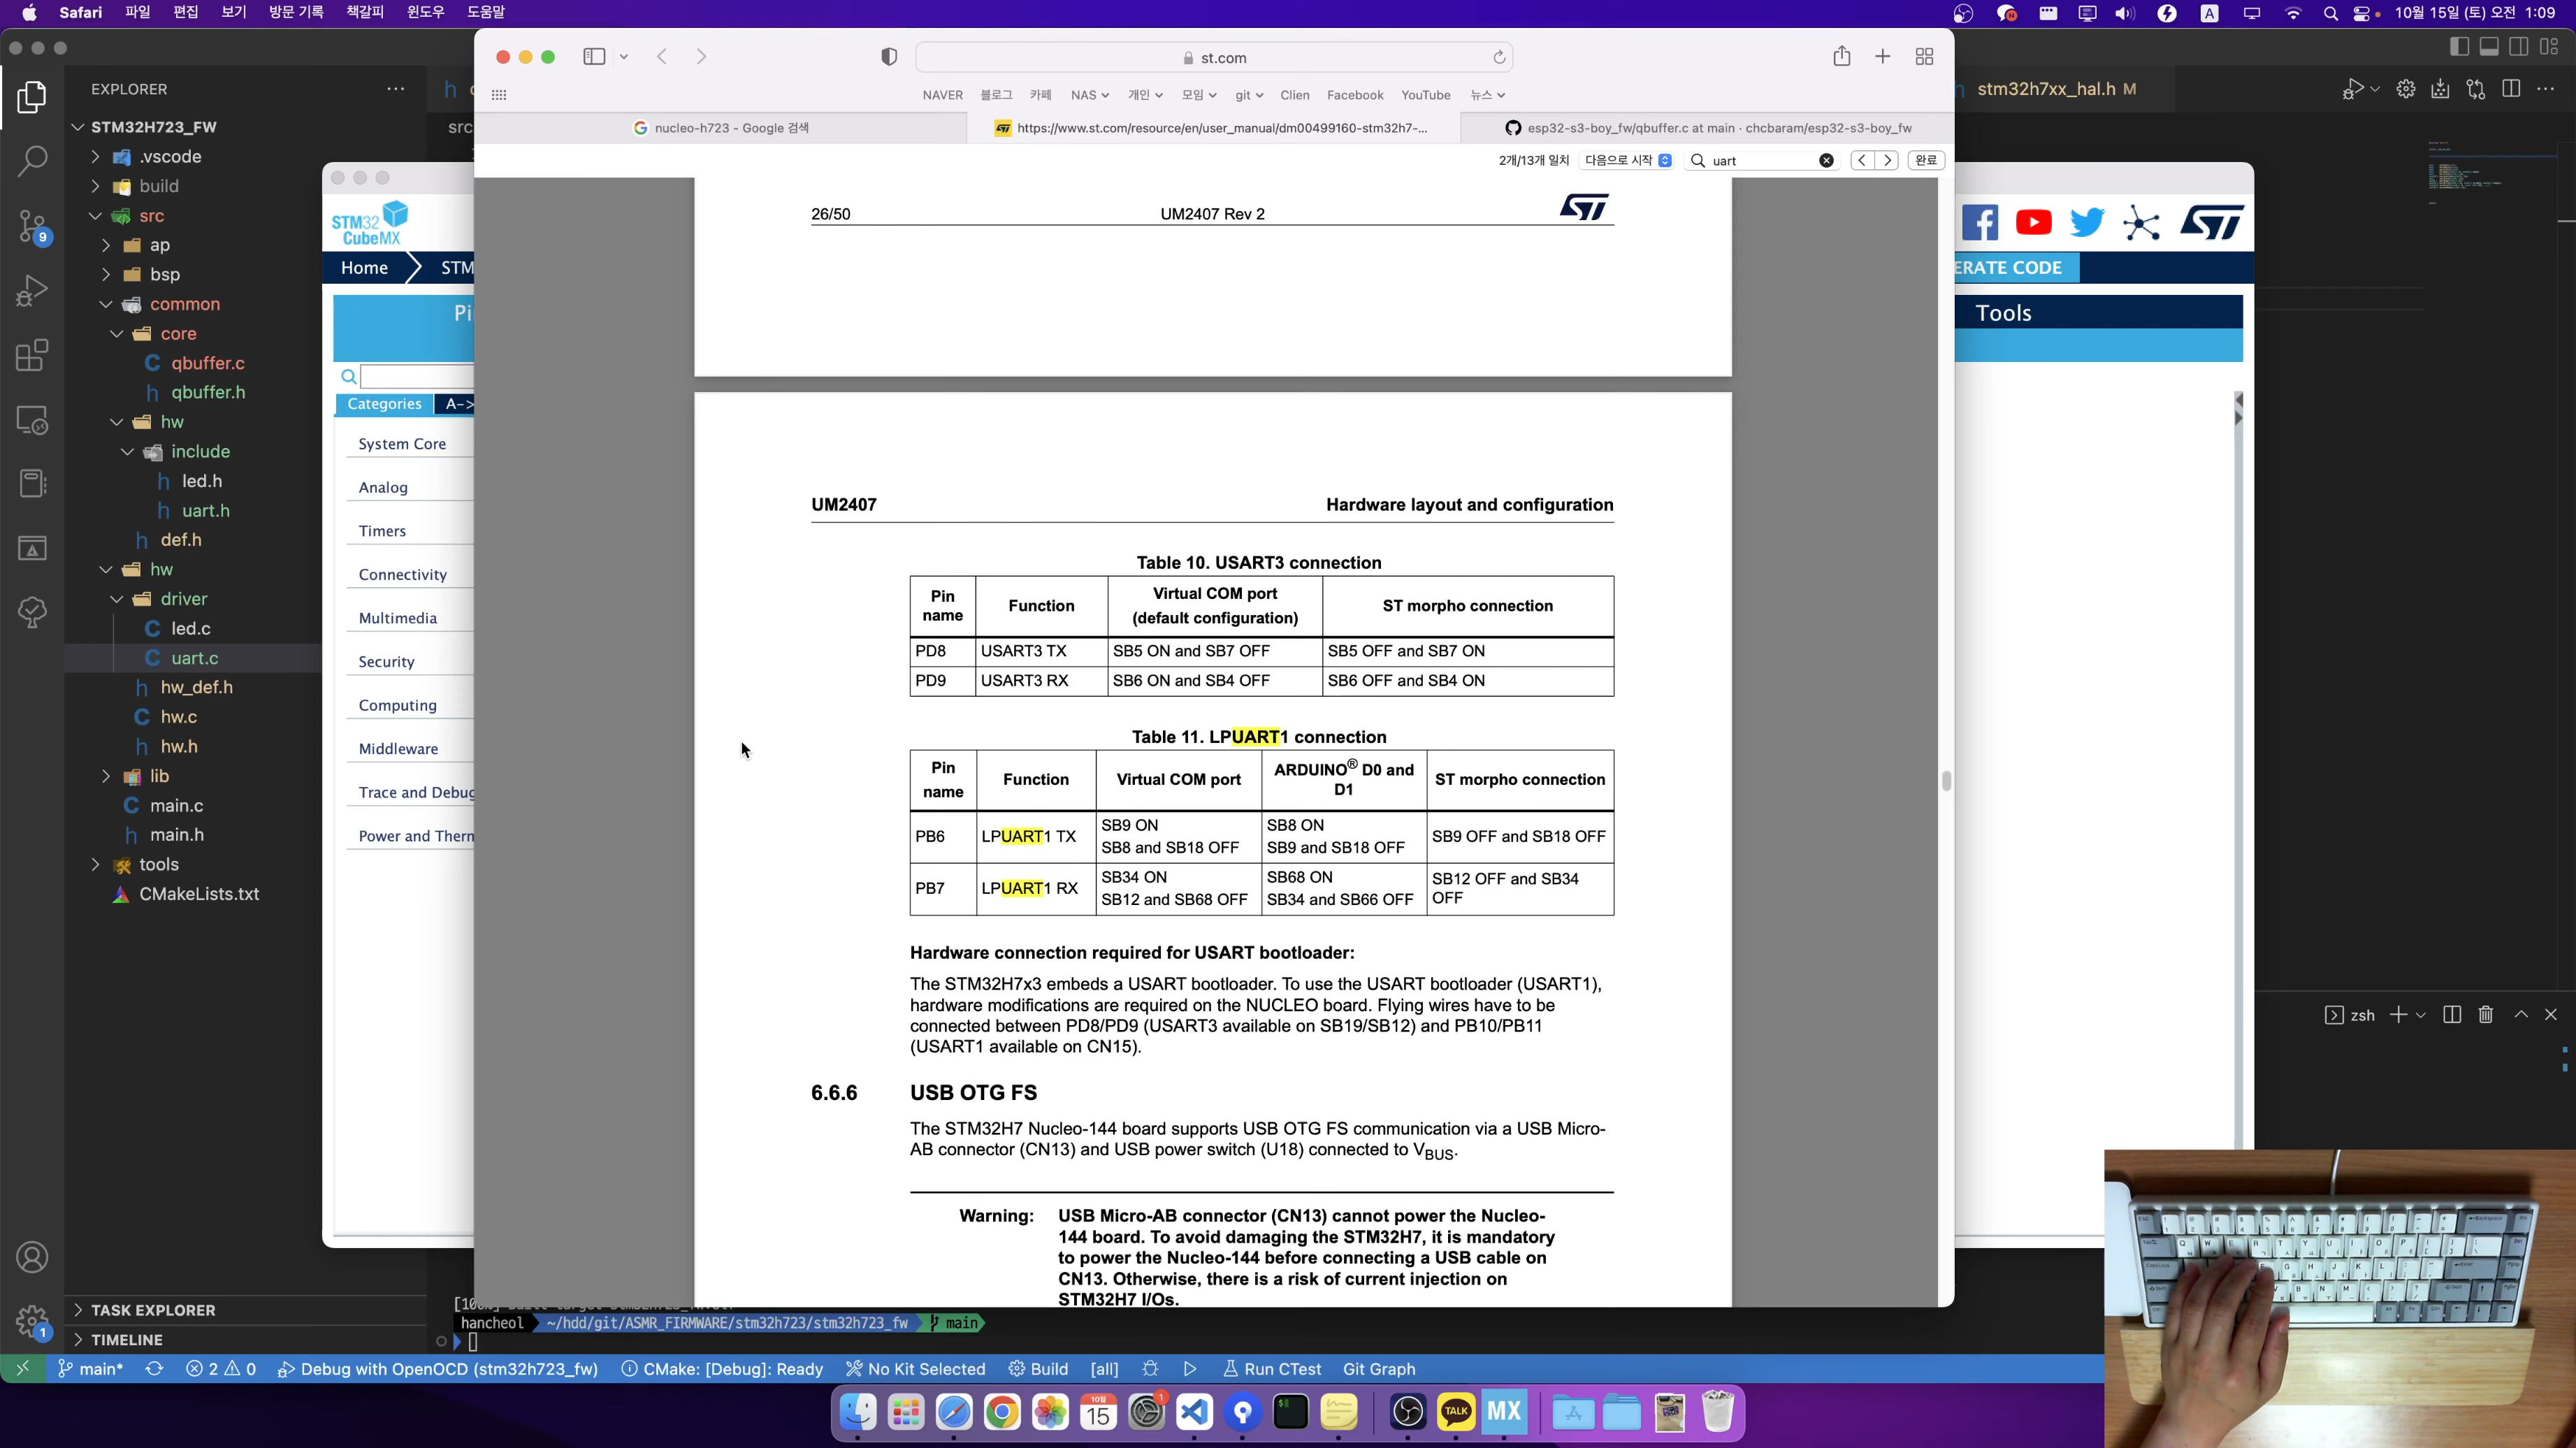 Safari 파일 편집 보기 방문 기록 책갈피 윈도우 도움말
A 10월 15일 (토) 오전 1:09
EXPLORER
STM32H723_FW
.vscode
build
src
ap
bsp
common
core
qbuffer.c
qbuffer.h
hw
include
led.h
uart.h
def.h
hw
driver
led.c
uart.c
hw_def.h
hw.c
hw.h
lib
main.c
main.h
tools
CMakeLists.txt
TASK EXPLORER
TIMELINE
9
1
src
STM32
CubeMX
Home
STM
Pi
Categories
A->
System Core
Analog
Timers
Connectivity
Multimedia
Security
Computing
Middleware
Trace and Debug
Power and Therm
st.com
NAVER 블로그 카페 NAS 개인 모임 git Clien Facebook YouTube 뉴스
nucleo-h723 - Google 검색
https://www.st.com/resource/en/user_manual/dm00499160-stm32h7-...
esp32-s3-boy_fw/qbuffer.c at main · chcbaram/esp32-s3-boy_fw
2개/13개 일치 다음으로 시작 uart 완료
26/50 UM2407 Rev 2
UM2407 Hardware layout and configuration
Table 10. USART3 connection
Pin name Function Virtual COM port (default configuration) ST morpho connection
PD8 USART3 TX SB5 ON and SB7 OFF SB5 OFF and SB7 ON
PD9 USART3 RX SB6 ON and SB4 OFF SB6 OFF and SB4 ON
Table 11. LPUART1 connection
Pin name Function Virtual COM port ARDUINO® D0 and D1 ST morpho connection
PB6 LPUART1 TX SB9 ON SB8 and SB18 OFF SB8 ON SB9 and SB18 OFF SB9 OFF and SB18 OFF
PB7 LPUART1 RX SB34 ON SB12 and SB68 OFF SB68 ON SB34 and SB66 OFF SB12 OFF and SB34 OFF
Hardware connection required for USART bootloader:
The STM32H7x3 embeds a USART bootloader. To use the USART bootloader (USART1),
hardware modifications are required on the NUCLEO board. Flying wires have to be
connected between PD8/PD9 (USART3 available on SB19/SB12) and PB10/PB11
(USART1 available on CN15).
6.6.6 USB OTG FS
The STM32H7 Nucleo-144 board supports USB OTG FS communication via a USB Micro-
AB connector (CN13) and USB power switch (U18) connected to VBUS.
Warning: USB Micro-AB connector (CN13) cannot power the Nucleo-
144 board. To avoid damaging the STM32H7, it is mandatory
to power the Nucleo-144 before connecting a USB cable on
CN13. Otherwise, there is a risk of current injection on
STM32H7 I/Os.
stm32h7xx_hal.h M
ERATE CODE
Tools
zsh
hancheol ~/hdd/git/ASMR_FIRMWARE/stm32h723/stm32h723_fw main
main* 2 0 Debug with OpenOCD (stm32h723_fw) CMake: [Debug]: Ready No Kit Selected Build [all] Run CTest Git Graph
10월
15
1
TALK
MX